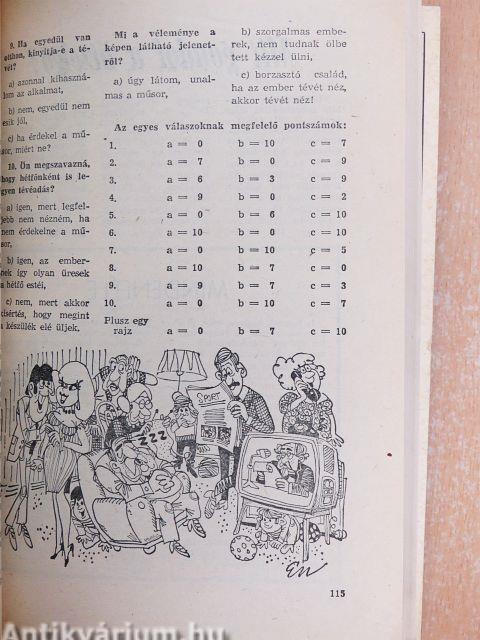 9. Ha egyedül van
otthon, kinyitja-e a té-
vét?
a) azonnal kihaszná-
lom az alkalmat,
b) nem, egyedül nem
esik jól,
c) ha érdekel a mű-
sor, miért ne?
10. Ön megszavazná,
hogy hétfőnként is le-
gyen tévéadás?
a) igen, mert legfel-
jebb nem nézném, ha
nem érdekelne a mű-
sor,
b) igen, az ember-
nek így olyan üresek
a hétfő estéi,
c) nem, mert akkor
kísértés, hogy megint
a készülék elé üljek.
Mi a véleménye a
képen látható jelenet-
ről?
a) úgy látom, unal-
mas a műsor,
b) szorgalmas embe-
rek, nem tudnak ölbe
tett kézzel ülni,
c) borzasztó család,
ha az ember tévét néz,
akkor tévét néz!
Az egyes válaszoknak megfelelő pontszámok:
1. a = 0 b = 10 c = 7
2. a = 7 b = 0 c = 9
3. a = 6 b = 3 c = 9
4. a = 9 b = 0 c = 2
5. a = 0 b = 6 c = 10
6. a = 10 b = 0 c = 10
7. a = 0 b = 10 c = 5
8. a = 10 b = 7 c = 0
9. a = 9 b = 7 c = 3
10. a = 0 b = 10 c = 7
Plusz egy
rajz a = 0 b = 7 c = 10
SPORT
ZZZ
115
Antikvárium.hu